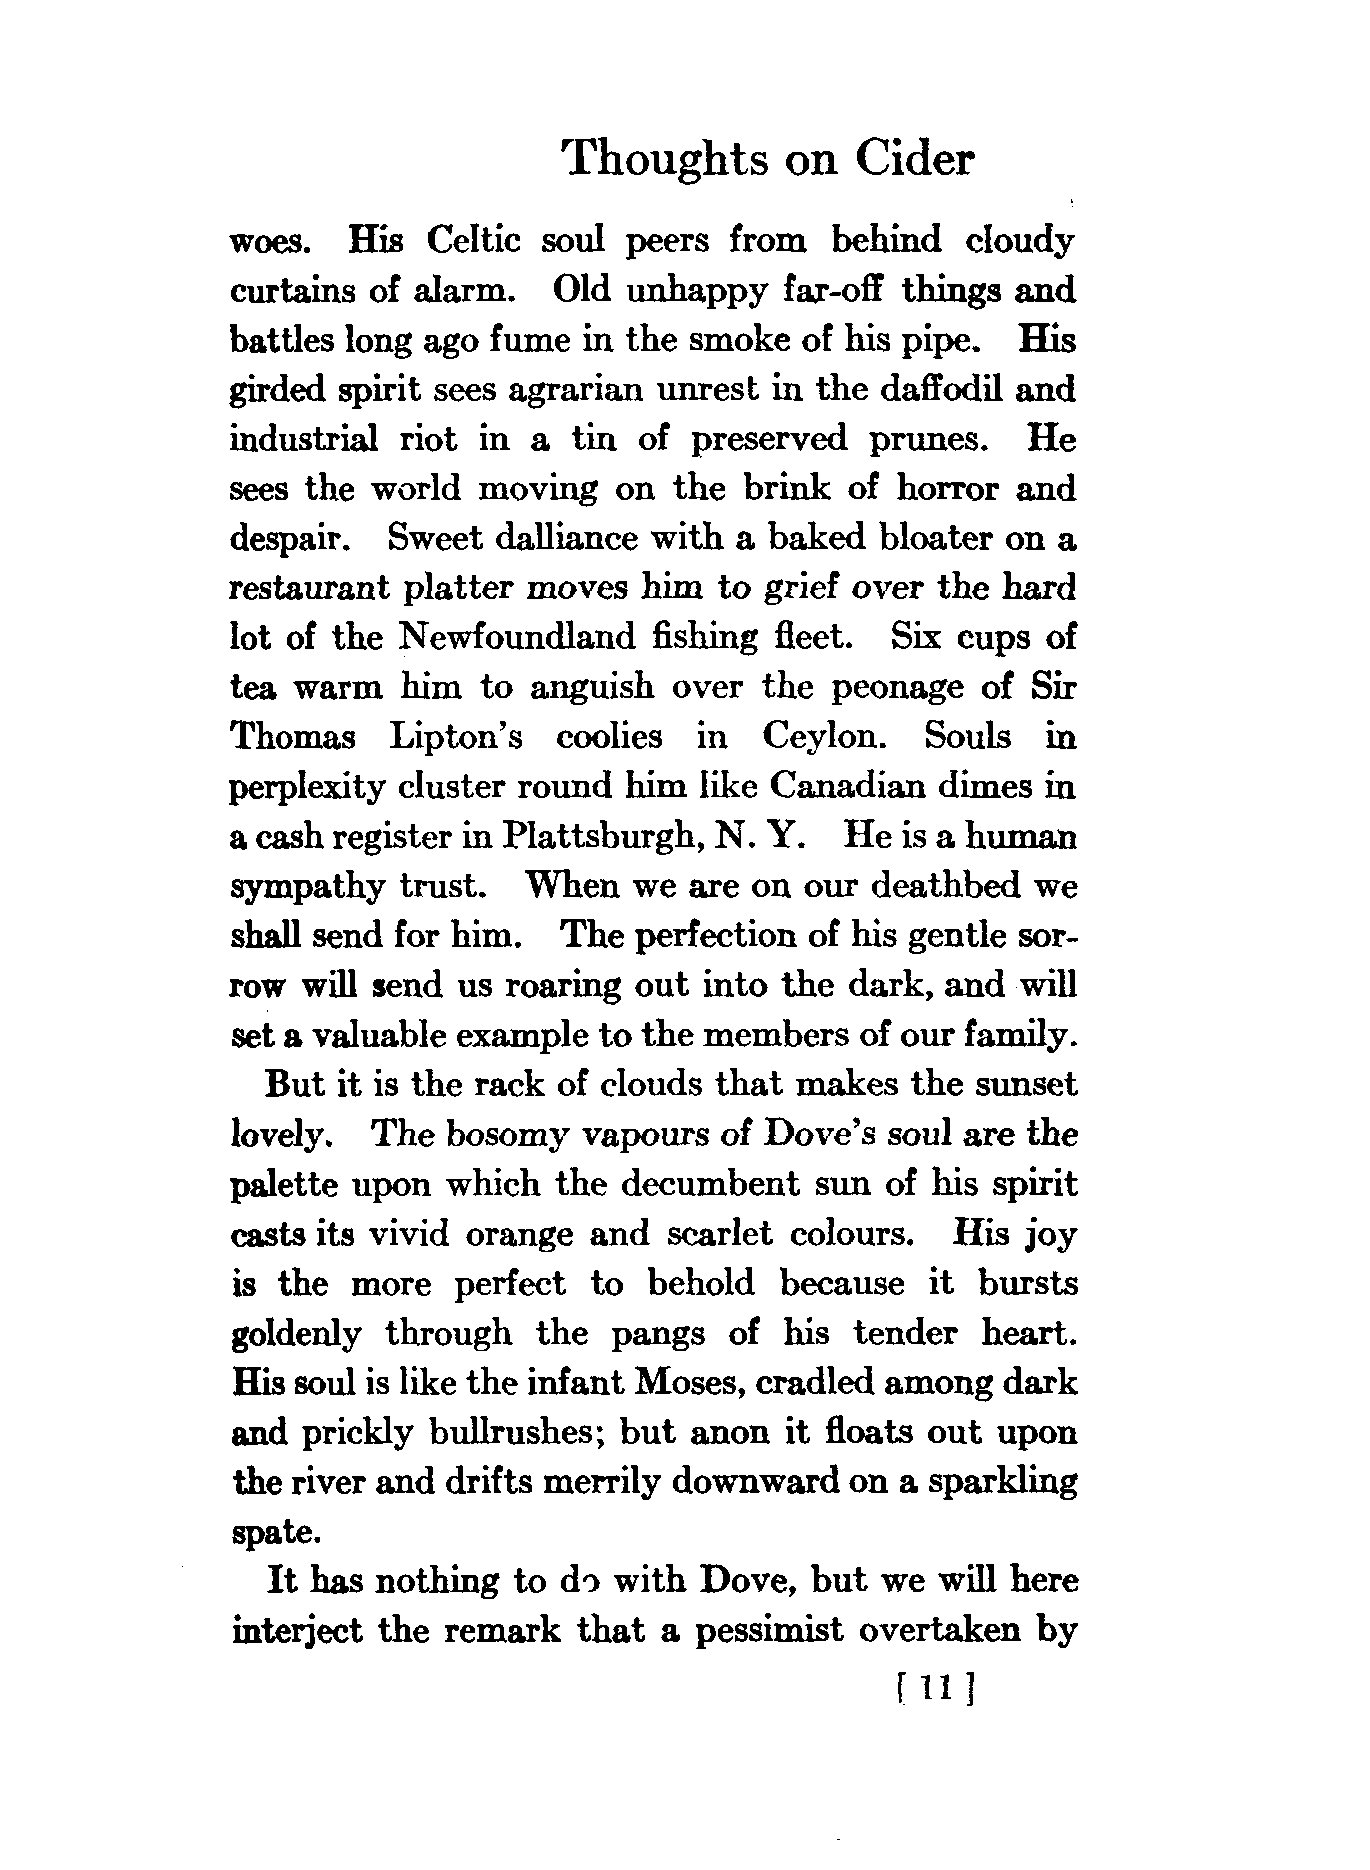 Thoughts on Cider
woes. His Celtic soul peers from behind cloudy
curtains of alarm. Old unhappy far-off things and
battles long ago fume in the smoke of his pipe. His
girded spirit sees agrarian unrest in the daffodil and
industrial riot in a tin of preserved prunes. He
sees the world moving on the brink of horror and
despair. Sweet dalliance with a baked bloater on a
restaurant platter moves him to grief over the hard
lot of the Newfoundland fishing fleet. Six cups of
tea warm him to anguish over the peonage of Sir
Thomas Lipton's coolies in Ceylon. Souls in
perplexity cluster round him like Canadian dimes in
a cash register in Plattsburgh, N. Y. He is a human
sympathy trust. When we are on our deathbed we
shall send for him. The perfection of his gentle sor-
row will send us roaring out into the dark, and will
set a valuable example to the members of our family.
But it is the rack of clouds that makes the sunset
lovely. The bosomy vapours of Dove's soul are the
palette upon which the decumbent sun of his spirit
casts its vivid orange and scarlet colours. His joy
is the more perfect to behold because it bursts
goldenly through the pangs of his tender heart.
His soul is like the infant Moses, cradled among dark
and prickly bullrushes; but anon it floats out upon
the river and drifts merrily downward on a sparkling
spate.
It has nothing to do with Dove, but we will here
interject the remark that a pessimist overtaken by
[ 11 ]